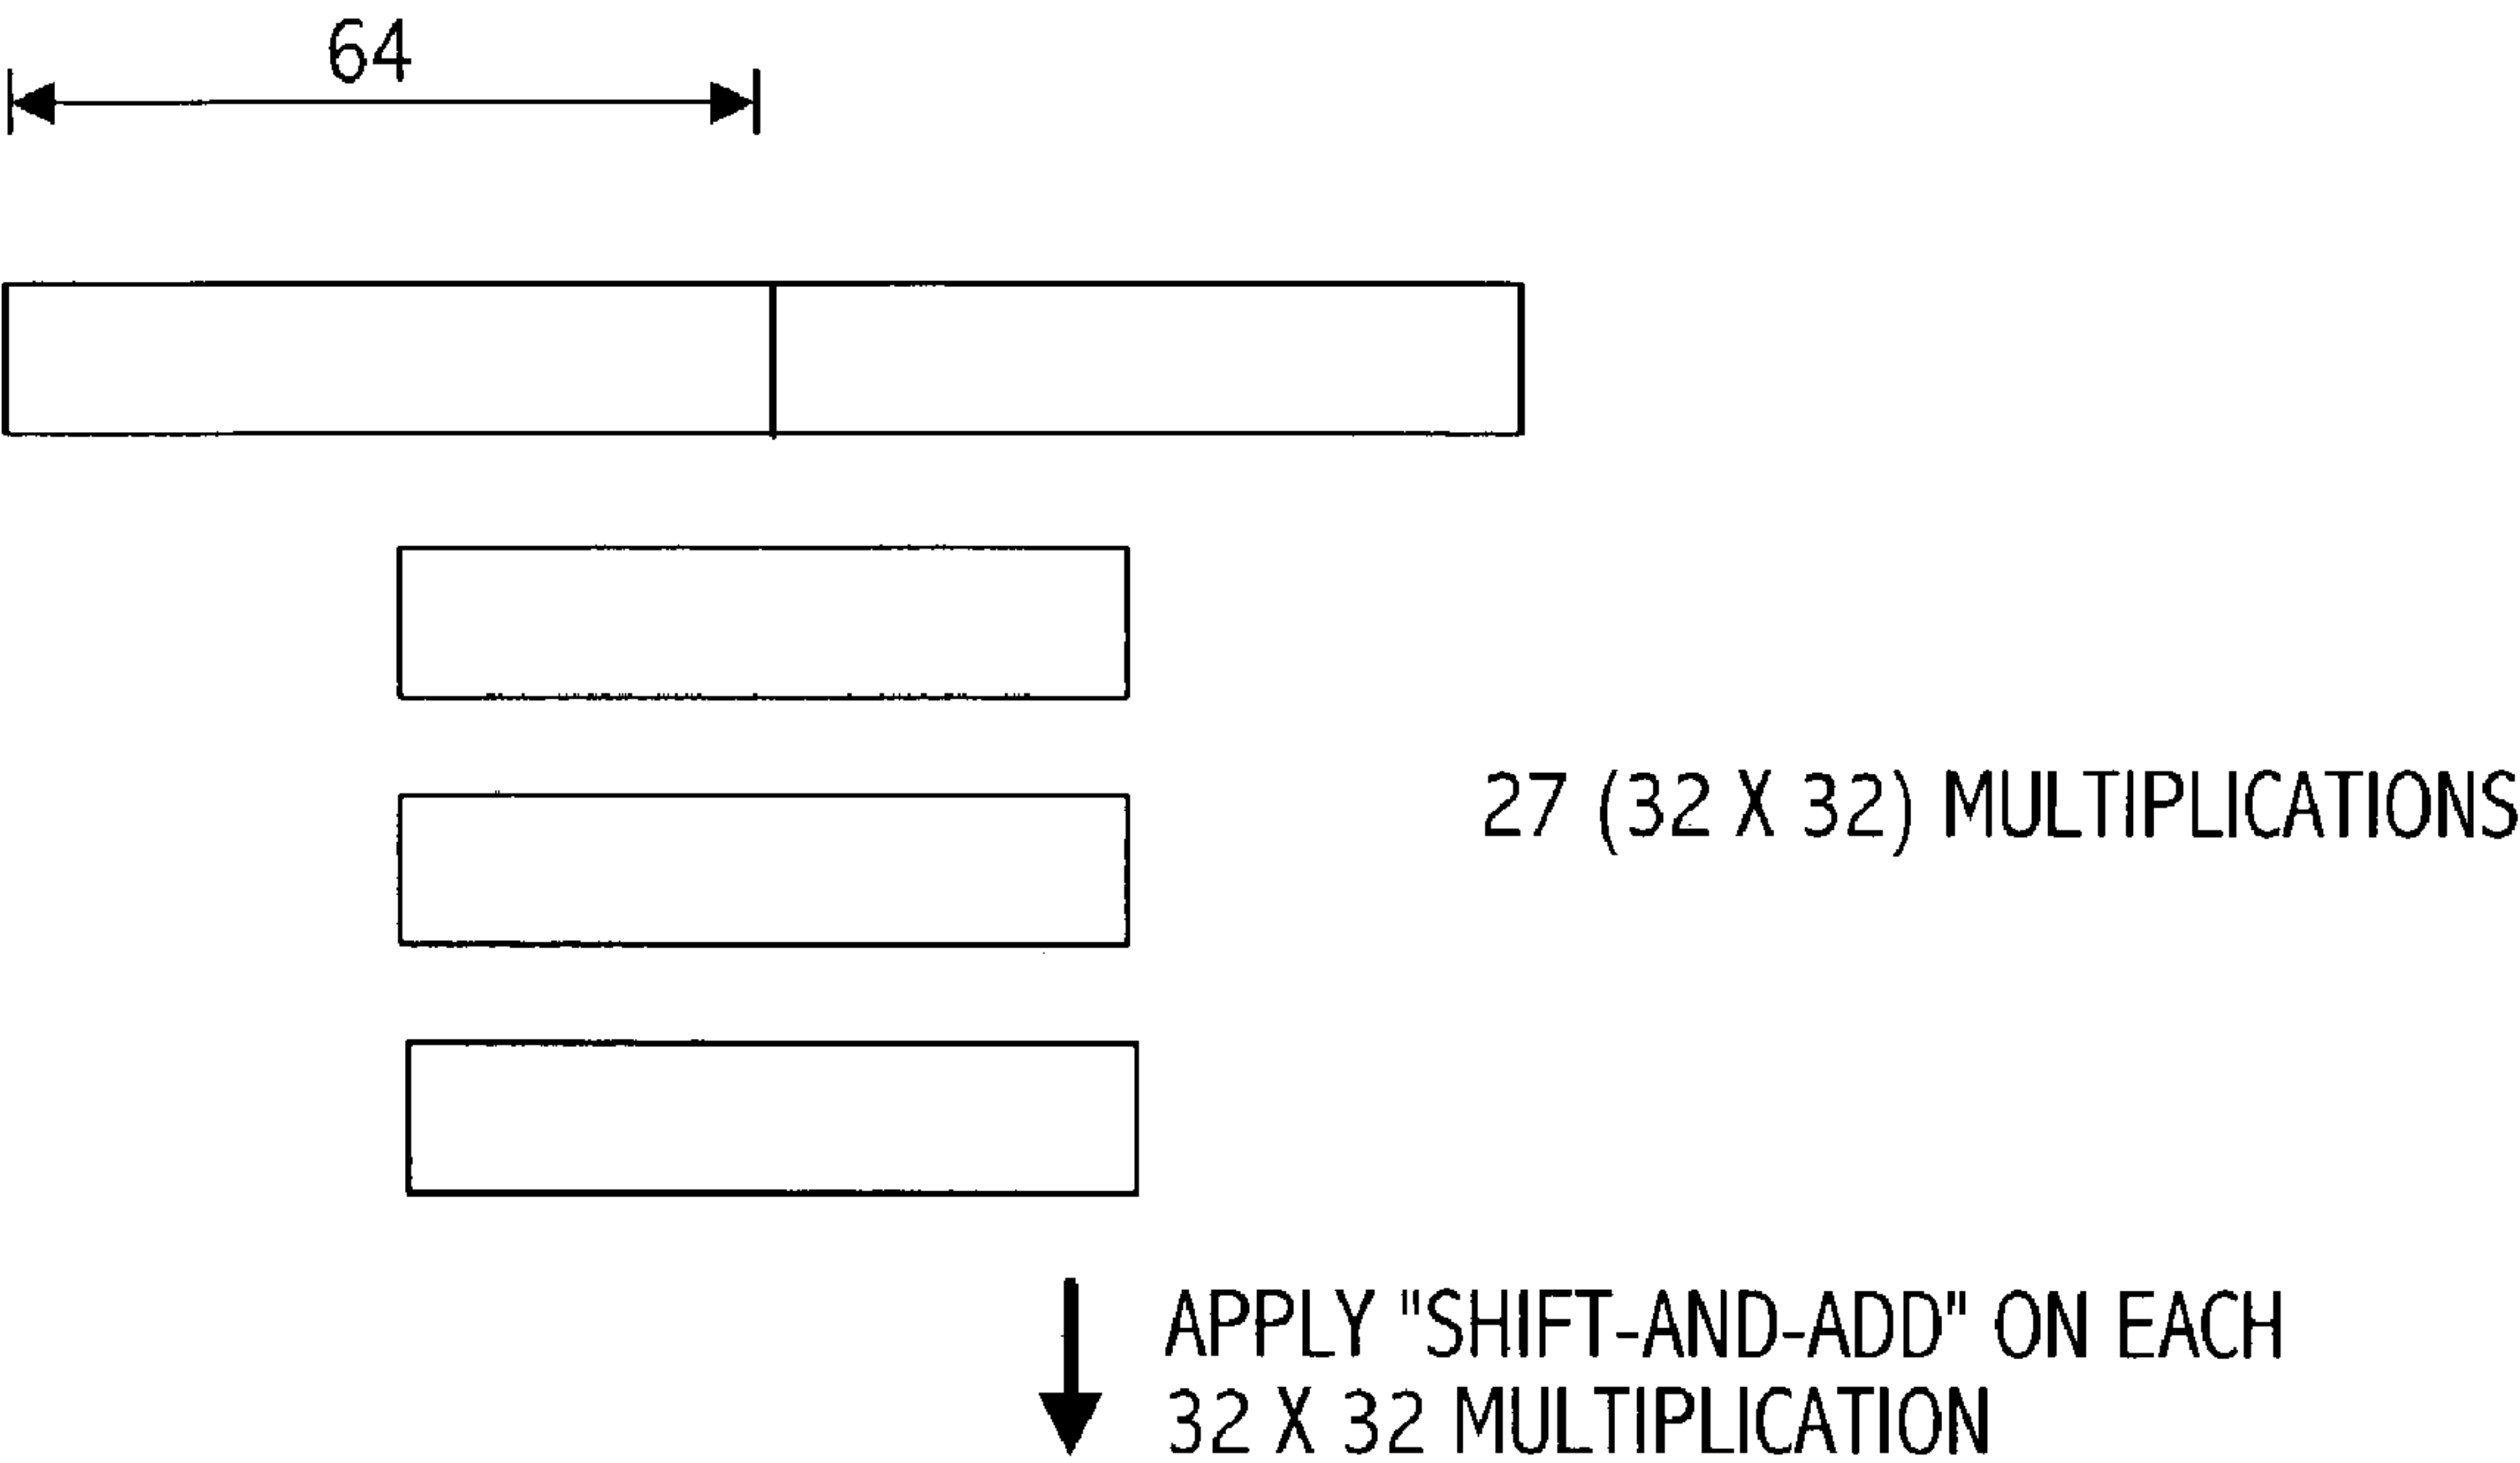 64
27 (32 X 32) MULTIPLICATIONS
APPLY "SHIFT-AND-ADD" ON EACH
32 X 32 MULTIPLICATION